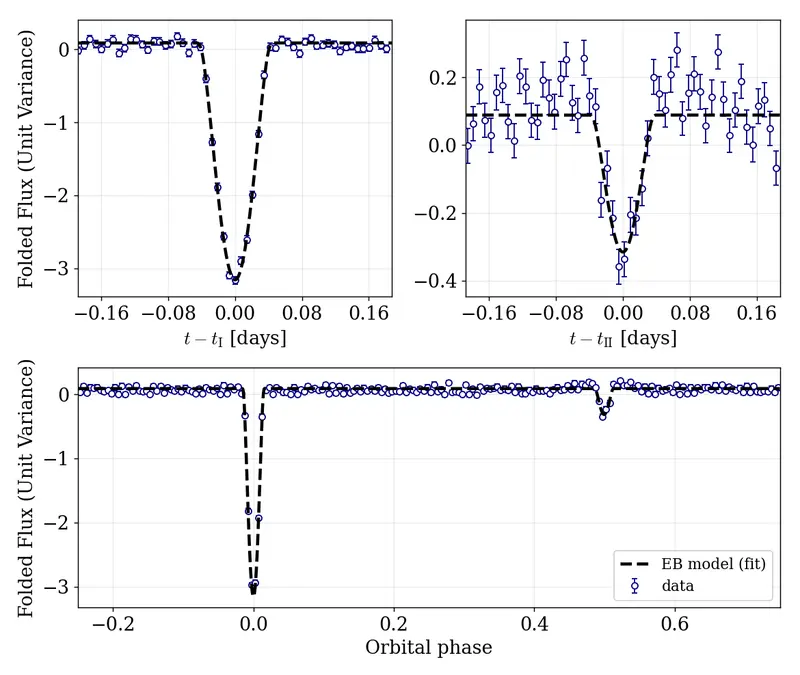 Folded Flux (Unit Variance)
0
−1
−2
−3
−0.16 −0.08 0.00 0.08 0.16
t − t_I [days]
0.2
0.0
−0.2
−0.4
−0.16 −0.08 0.00 0.08 0.16
t − t_II [days]
Folded Flux (Unit Variance)
0
−1
−2
−3
−0.2 0.0 0.2 0.4 0.6
Orbital phase
EB model (fit)
data